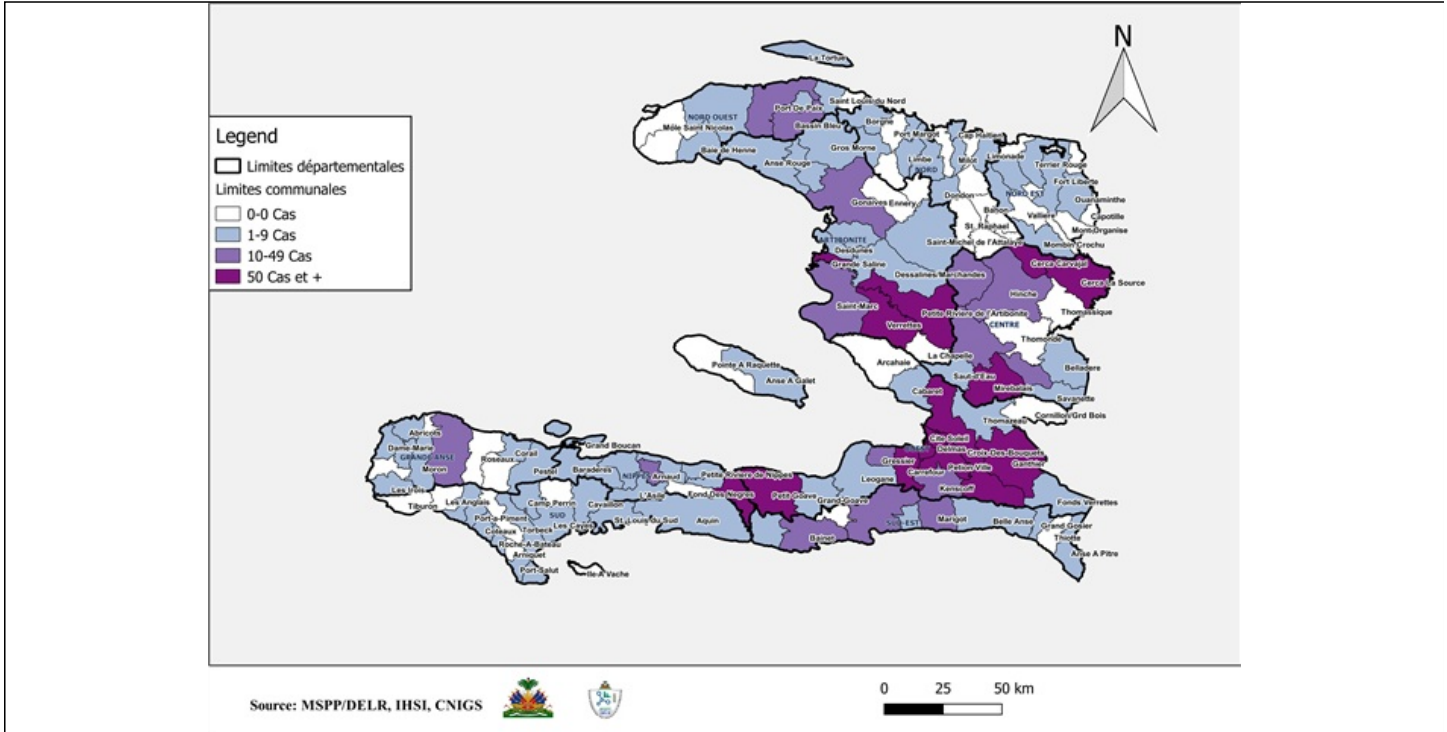 N
Legend
Limites départementales
Limites communales
0-0 Cas
1-9 Cas
10-49 Cas
50 Cas et +
La Tortue
Saint Louis du Nord
Port De Paix
NORD OUEST
Môle Saint Nicolas
Bassin Bleu
Borgne
Port Margot
Cap Haitien
Baie de Henne
Anse Rouge
Gros Morne
Limbe
NORD
Milot
Limonade
Terrier Rouge
Fort Liberte
NORD EST
Ouanaminthe
Gonaives
Ennery
Dondon
Bahon
Valliere
Capotille
Mont-Organise
St. Raphael
Saint-Michel de l'Attalaye
Mombin Crochu
ARTIBONITE
Desdunes
Grande Saline
Dessalines/Marchandes
Cerca Carvajal
Cerca La Source
Hinche
Saint-Marc
Petite Rivière de l'Artibonite
Thomassique
Verrettes
CENTRE
Thomonde
La Chapelle
Arcahaie
Belladere
Saut-d'Eau
Mirebalais
Savanette
Pointe A Raquette
Anse A Galet
Cabaret
Thomazeau
Cornillon/Grd Bois
Cite Soleil
Delmas
Croix-Des-Bouquets
Ganthier
Gressier
Carrefour
Petion Ville
Kenscoff
Leogane
Fonds Verrettes
Abricots
Dame-Marie
GRANDE ANSE
Moron
Roseaux
Corail
Grand Boucan
Pestel
Baraderes
NIPPES
Arnaud
Petite Riviere de Nippes
Les Irois
Tiburon
Les Anglais
Camp Perrin
Cavaillon
L'Asile
Fond Des Negres
Petit Goave
Grand Goave
Port-a-Piment
SUD
Coteaux
Torbeck
Les Cayes
St. Louis du Sud
Aquin
Bainet
SUD-EST
Marigot
Belle Anse
Grand Gosier
Thiotte
Anse A Pitre
Roche-A-Bateau
Arniquet
Port-Salut
Ile-A Vache
Source: MSPP/DELR, IHSI, CNIGS
0 25 50 km